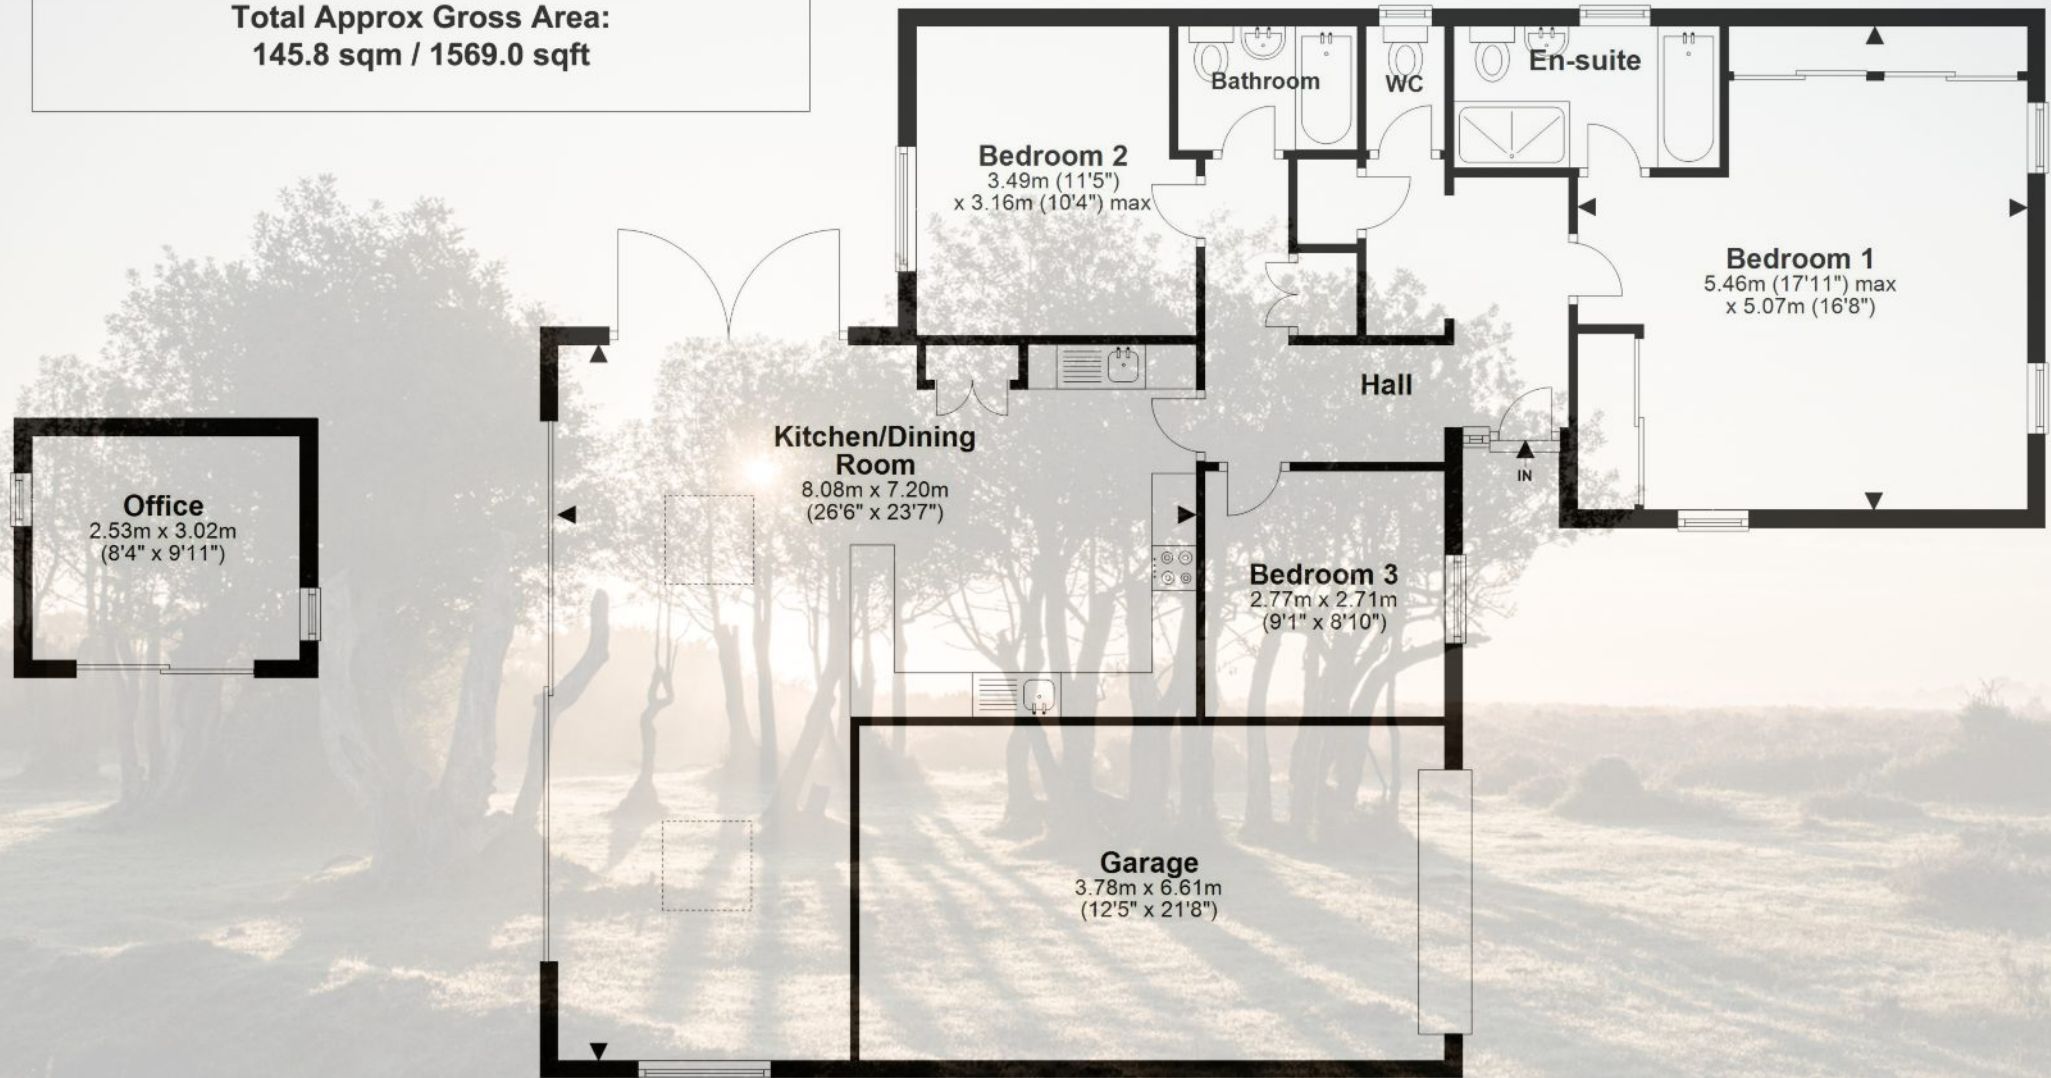 Total Approx Gross Area:
145.8 sqm / 1569.0 sqft
Bathroom
WC
En-suite
Bedroom 2
3.49m (11'5")
x 3.16m (10'4") max
Bedroom 1
5.46m (17'11") max
x 5.07m (16'8")
Hall
Kitchen/Dining
Room
8.08m x 7.20m
(26'6" x 23'7")
IN
Office
2.53m x 3.02m
(8'4" x 9'11")
Bedroom 3
2.77m x 2.71m
(9'1" x 8'10")
Garage
3.78m x 6.61m
(12'5" x 21'8")